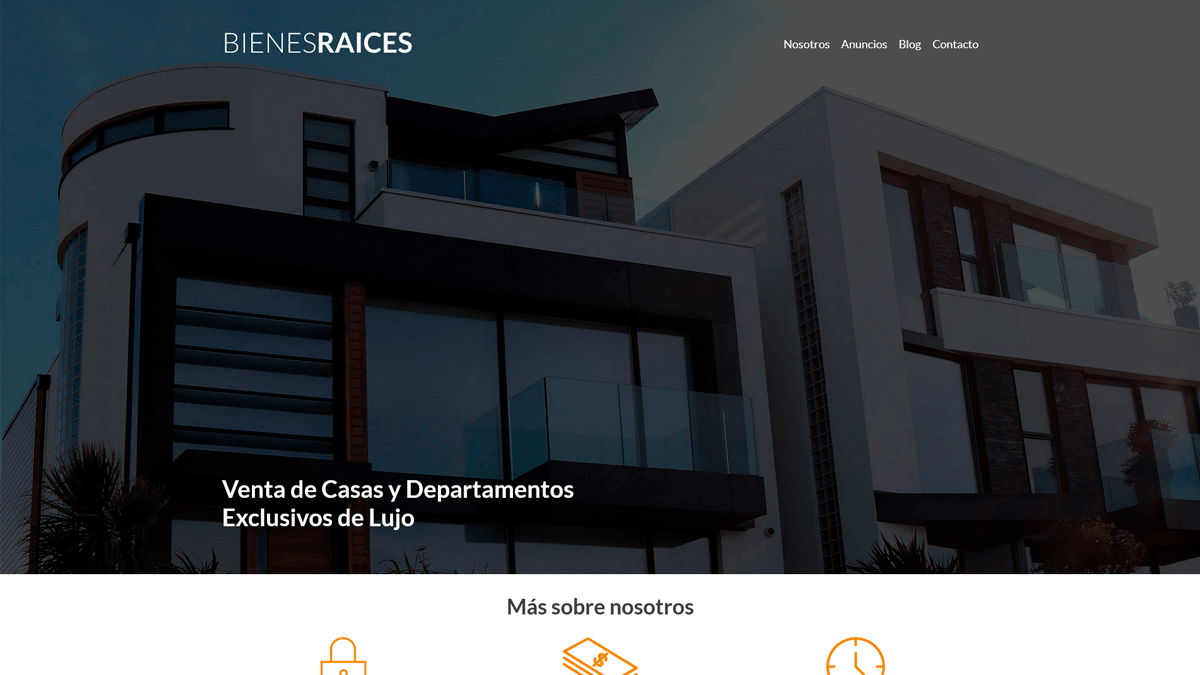 BIENESRAICES
Nosotros Anuncios Blog Contacto
Venta de Casas y Departamentos
Exclusivos de Lujo
Más sobre nosotros
$